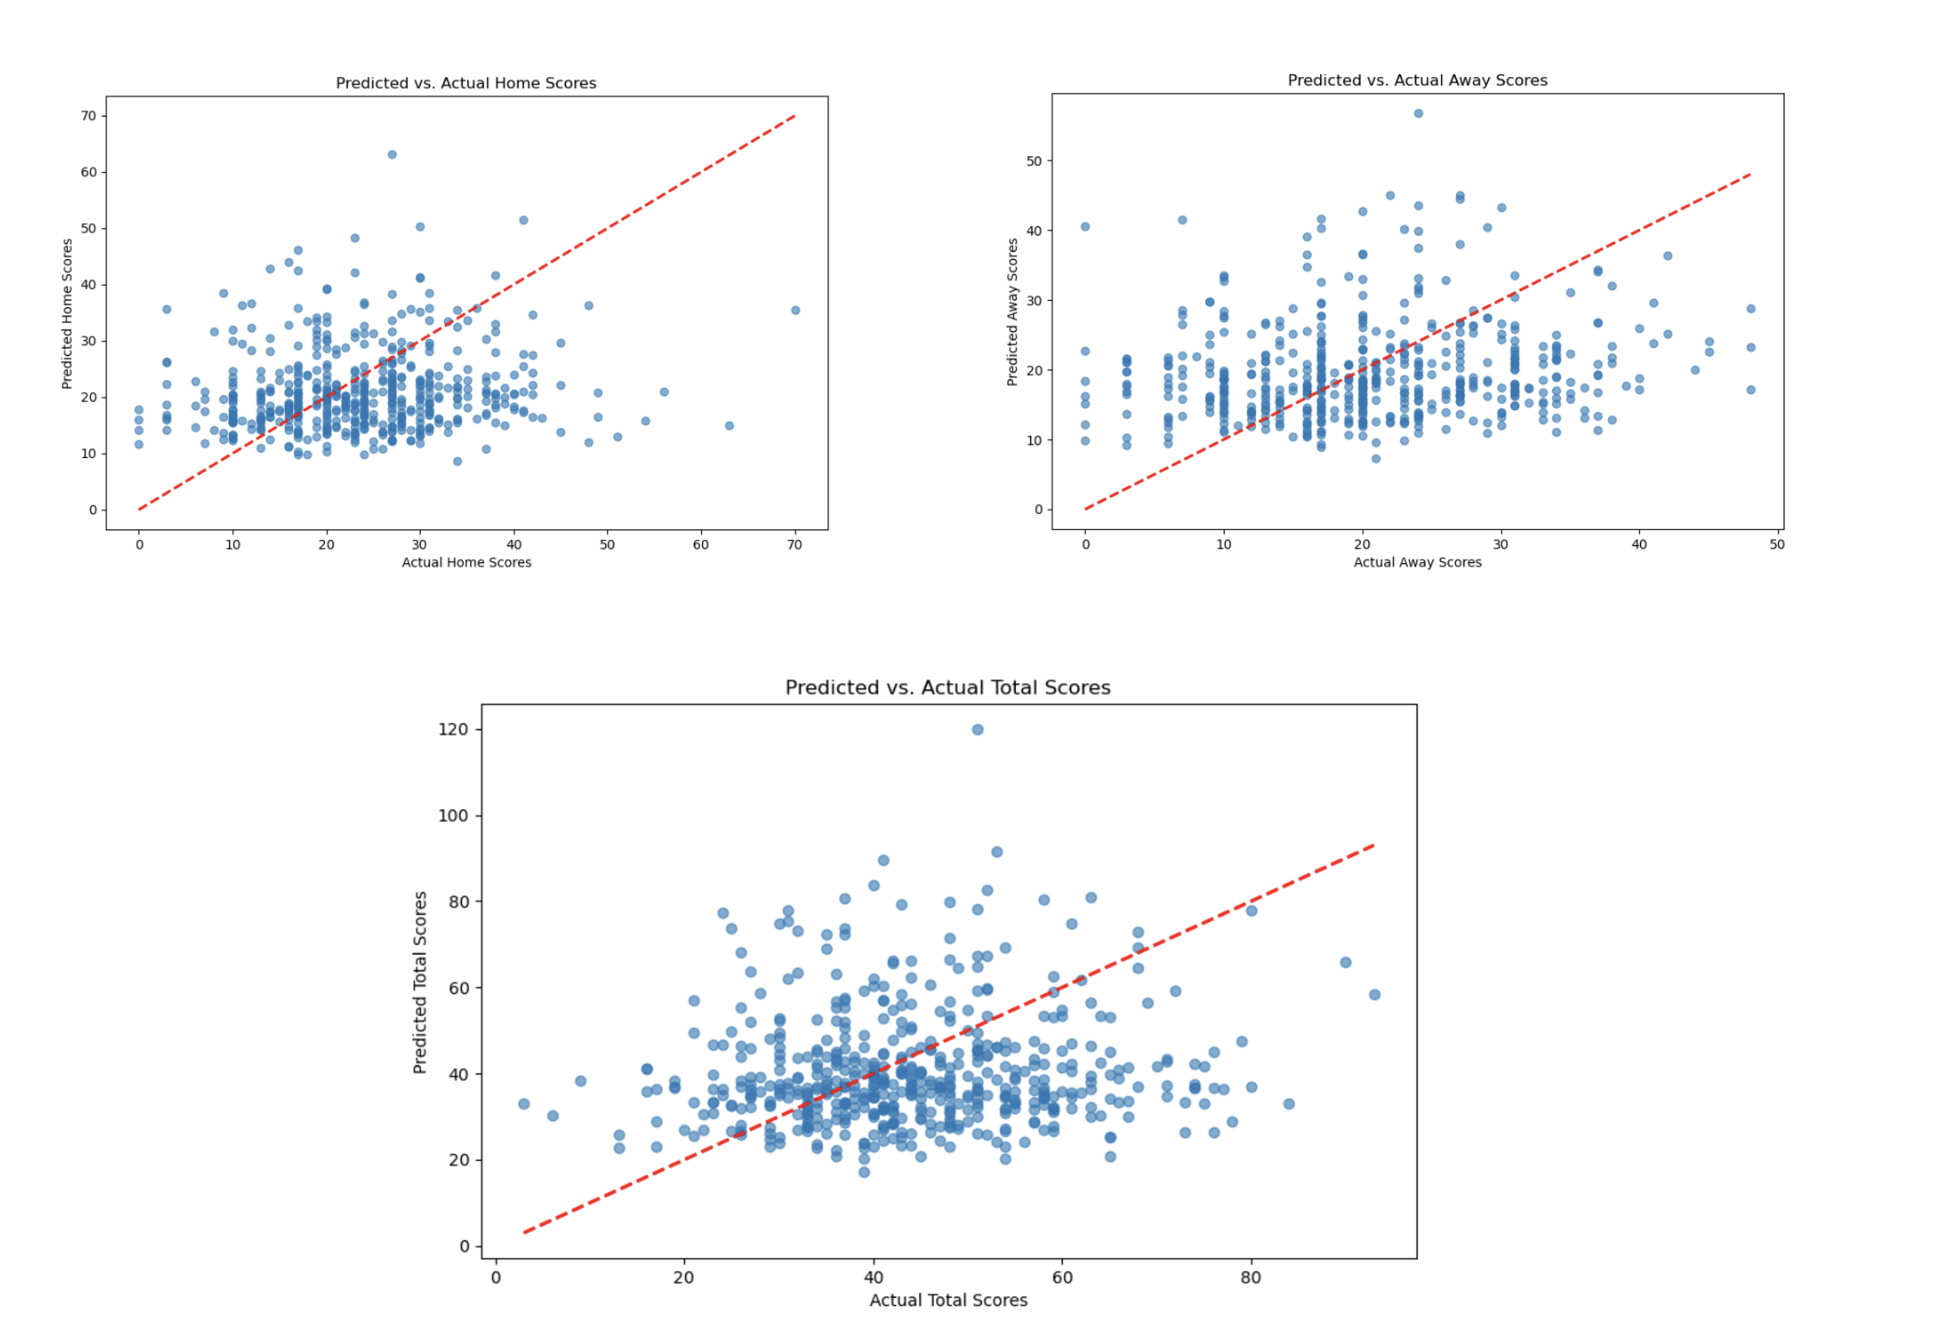 Predicted vs. Actual Home Scores
70
60
50
40
30
20
10
0
Predicted Home Scores
0 10 20 30 40 50 60 70
Actual Home Scores
Predicted vs. Actual Away Scores
50
40
30
20
10
0
Predicted Away Scores
0 10 20 30 40 50
Actual Away Scores
Predicted vs. Actual Total Scores
120
100
80
60
40
20
0
Predicted Total Scores
0 20 40 60 80
Actual Total Scores